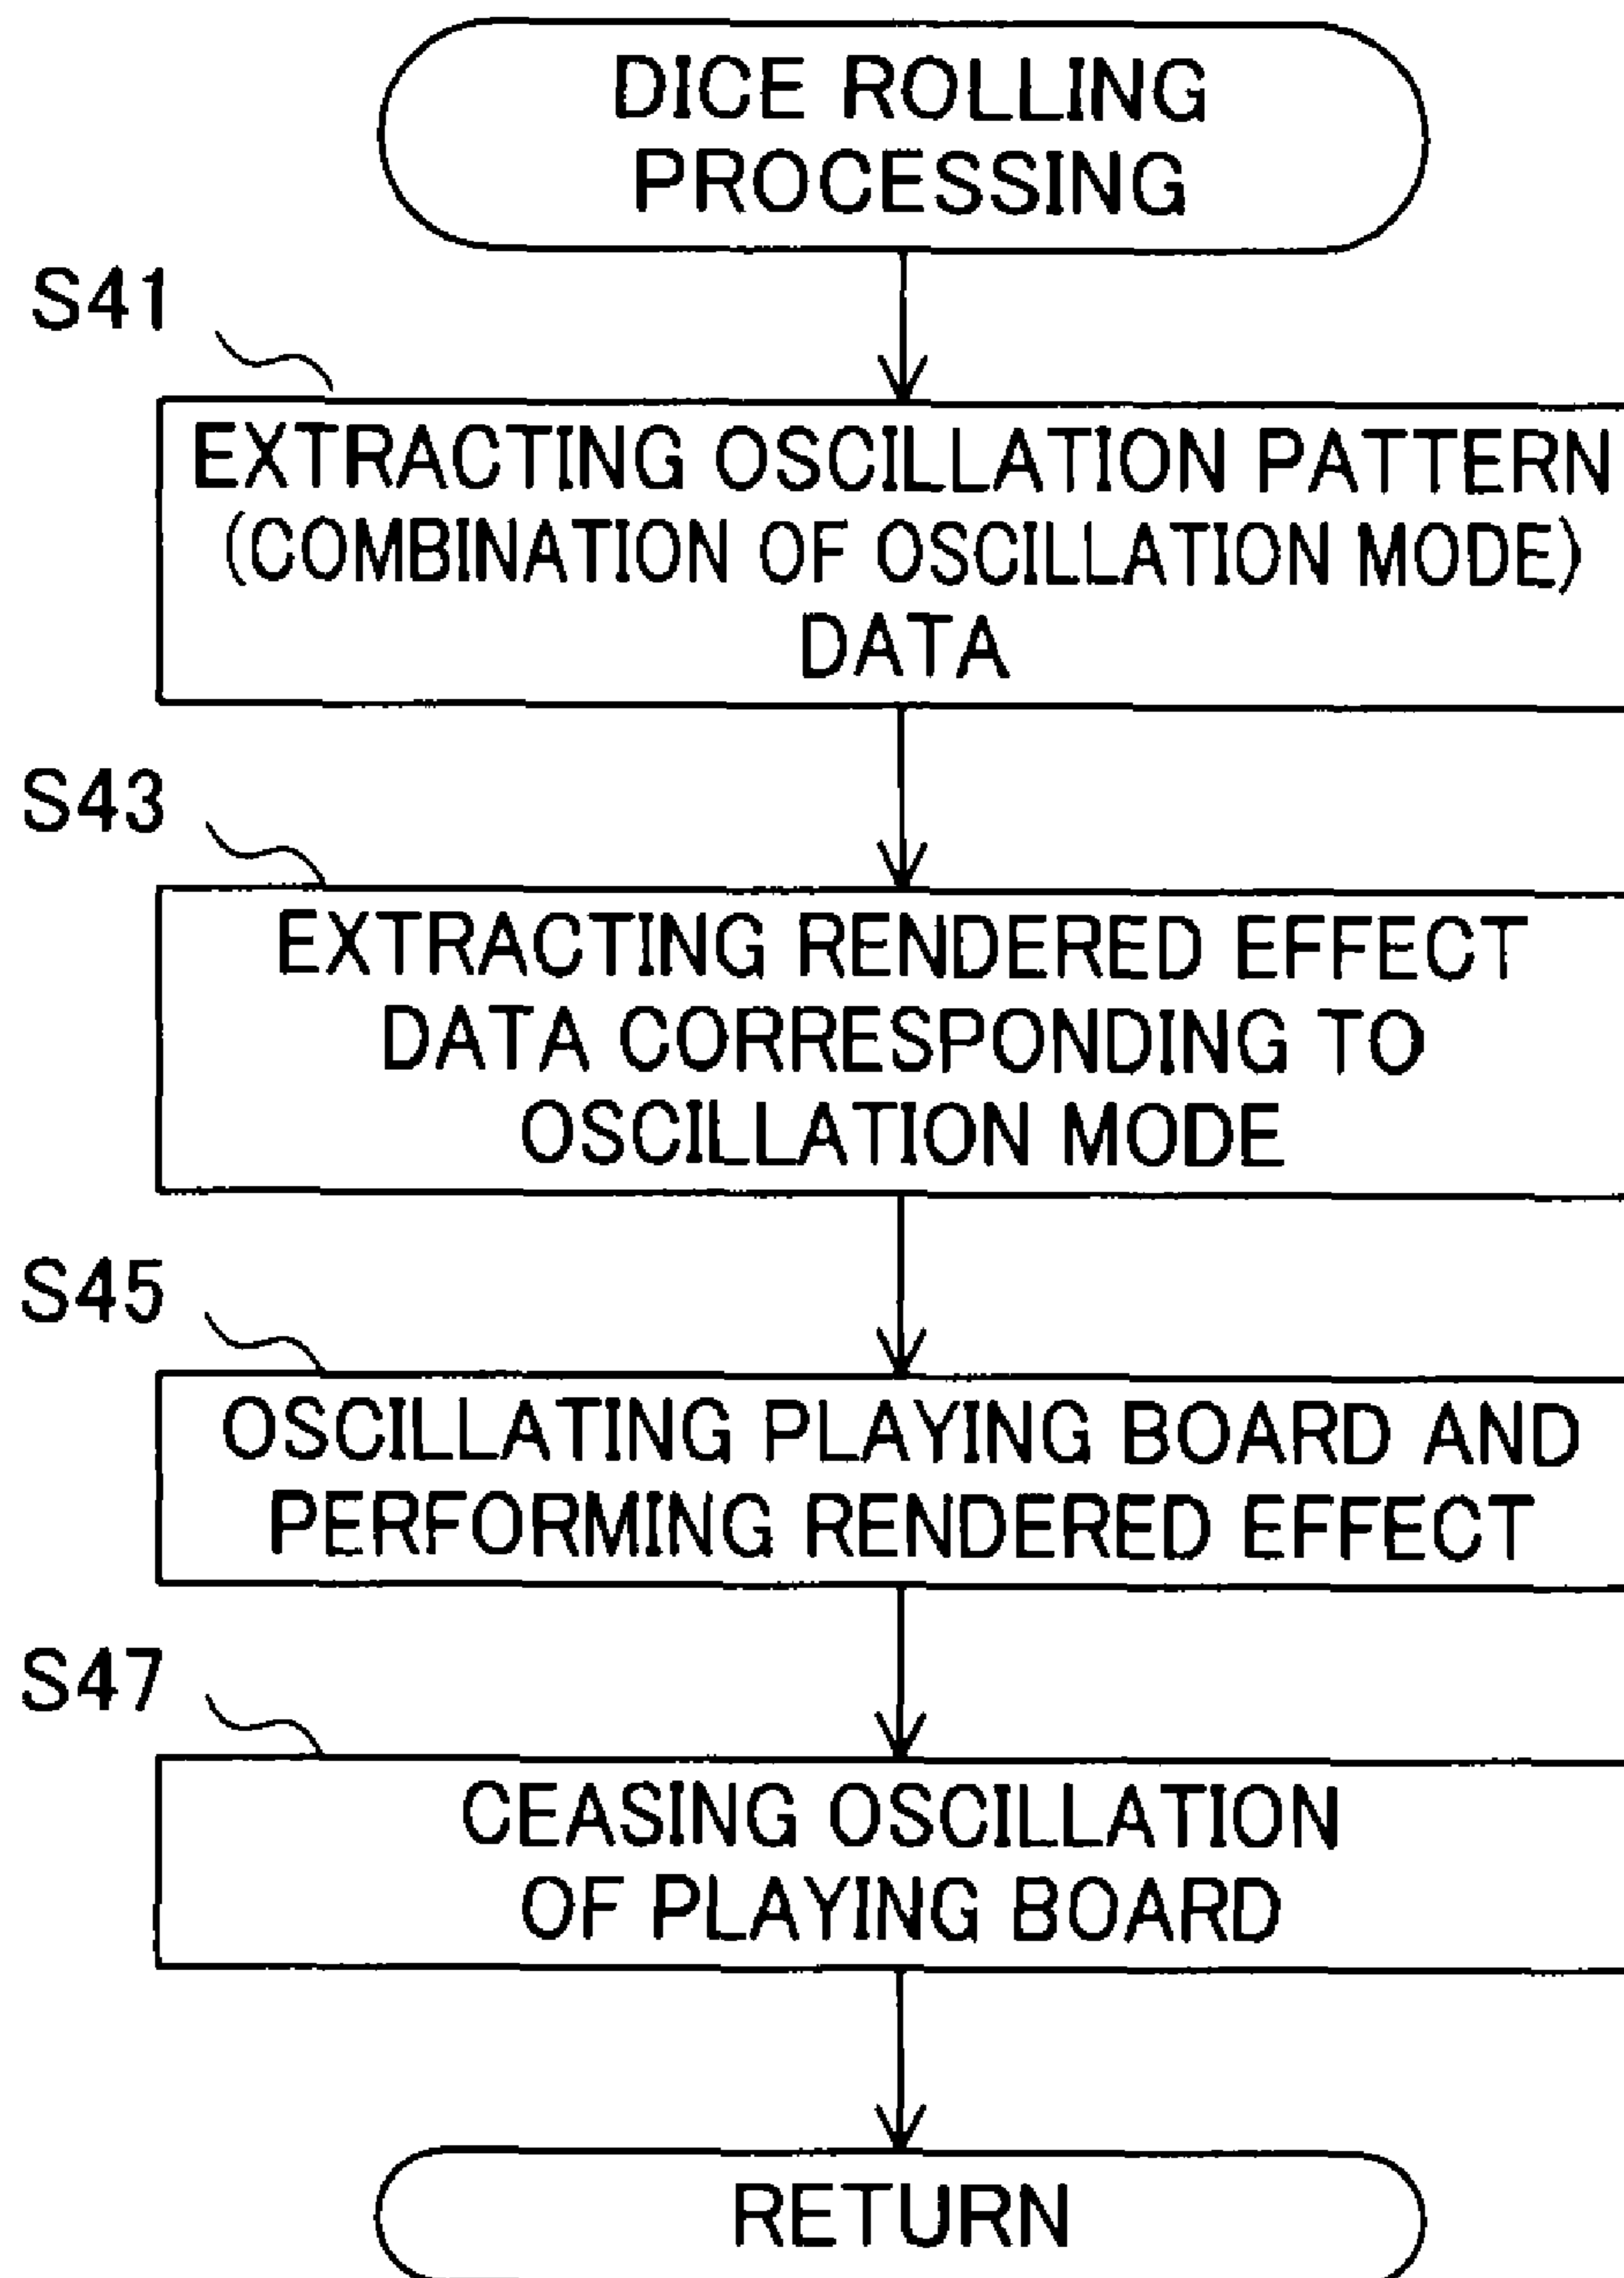 DICE ROLLING
PROCESSING
S41
EXTRACTING OSCILLATION PATTERN
(COMBINATION OF OSCILLATION MODE)
DATA
S43
EXTRACTING RENDERED EFFECT
DATA CORRESPONDING TO
OSCILLATION MODE
S45
OSCILLATING PLAYING BOARD AND
PERFORMING RENDERED EFFECT
S47
CEASING OSCILLATION
OF PLAYING BOARD
RETURN